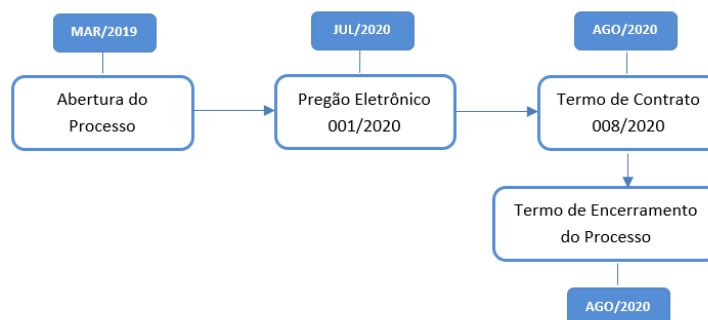 MAR/2019
JUL/2020
AGO/2020
Abertura do
Processo
Pregão Eletrônico
001/2020
Termo de Contrato
008/2020
Termo de Encerramento
do Processo
AGO/2020